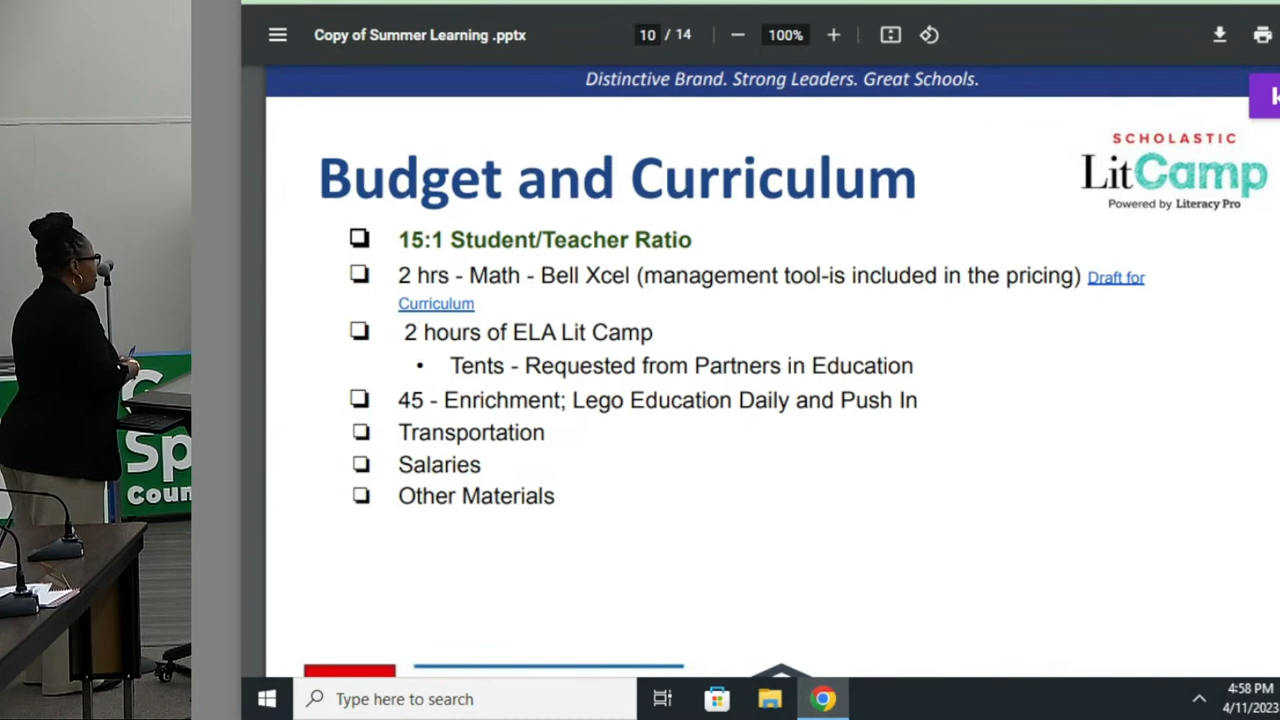 Copy of Summer Learning .pptx
10 / 14
100%
Distinctive Brand. Strong Leaders. Great Schools.
Budget and Curriculum
SCHOLASTIC
LitCamp
Powered by Literacy Pro
15:1 Student/Teacher Ratio
2 hrs - Math - Bell Xcel (management tool-is included in the pricing) Draft for
Curriculum
2 hours of ELA Lit Camp
• Tents - Requested from Partners in Education
45 - Enrichment; Lego Education Daily and Push In
Transportation
Salaries
Other Materials
Sp
Coun
Type here to search
4:58 PM
4/11/2023